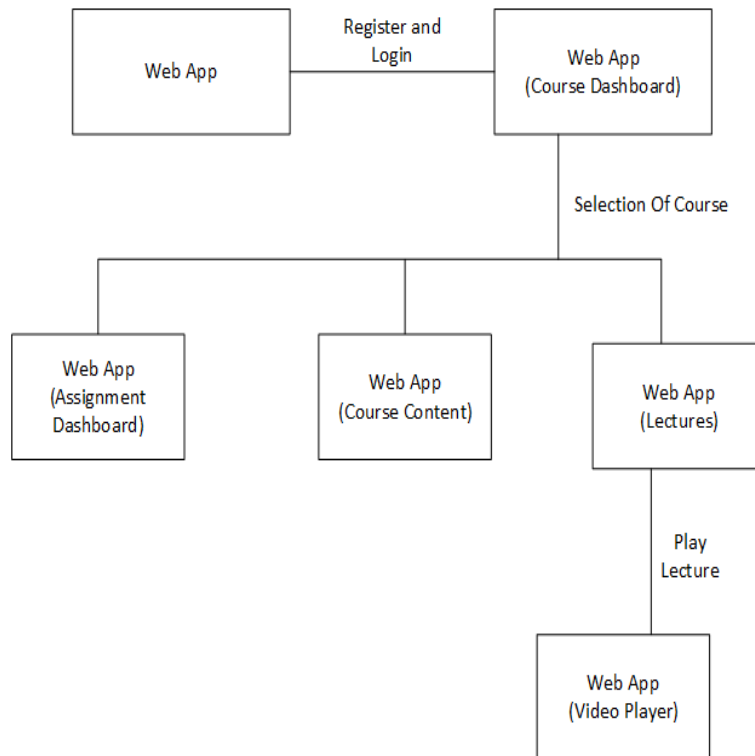 Web App
Register and
Login
Web App
(Course Dashboard)
Selection Of Course
Web App
(Assignment
Dashboard)
Web App
(Course Content)
Web App
(Lectures)
Play
Lecture
Web App
(Video Player)